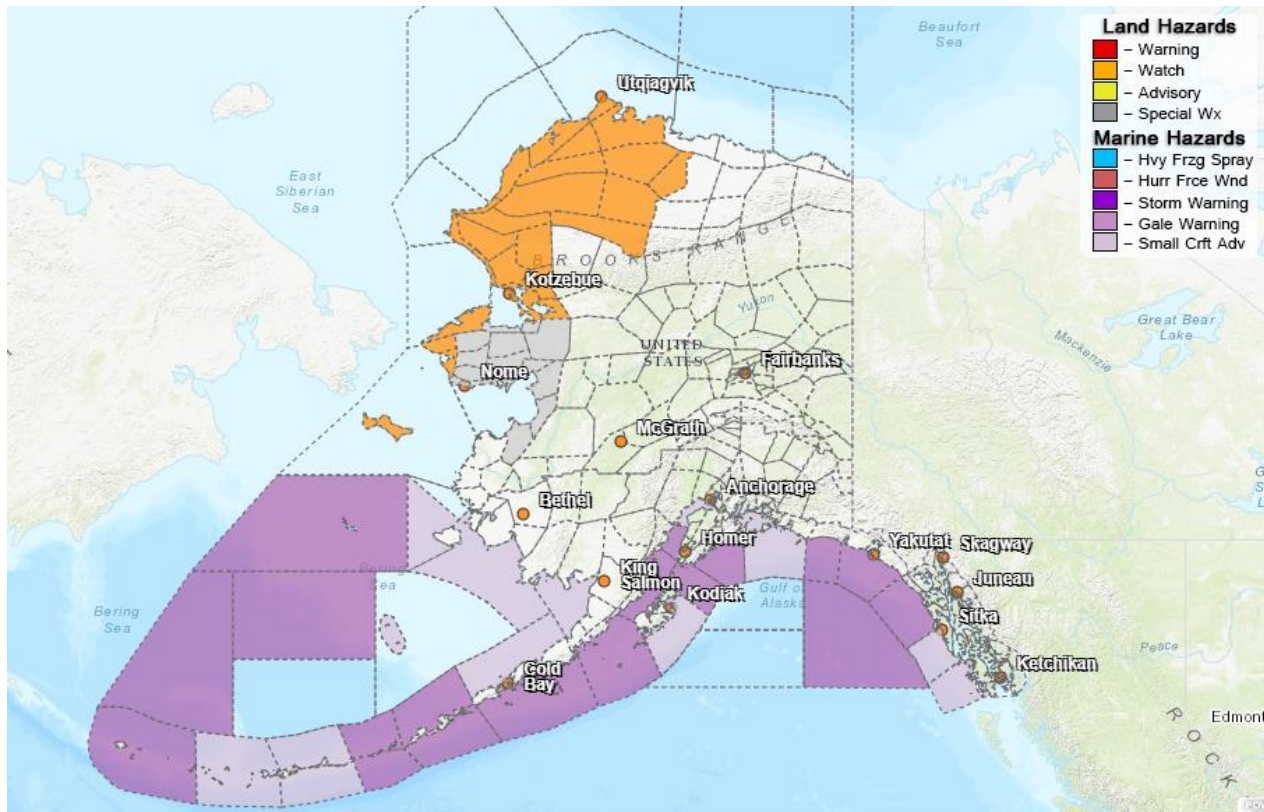 Land Hazards
– Warning
– Watch
– Advisory
– Special Wx
Marine Hazards
– Hvy Frzg Spray
– Hurr Frce Wnd
– Storm Warning
– Gale Warning
– Small Crft Adv
Beaufort
Sea
Utqiagvik
East
Siberian
Sea
BROOKS RANGE
Kotzebue
Yukon
Great Bear
Lake
Mackenzie
UNITED
STATES
Fairbanks
Nome
McGrath
Anchorage
Bethel
Homer
Yakutat
Skagway
King
Salmon
Juneau
Kodiak
Gulf of
Alaska
Bering
Sea
Sitka
Peace
Ketchikan
Cold
Bay
Edmont
ROCK